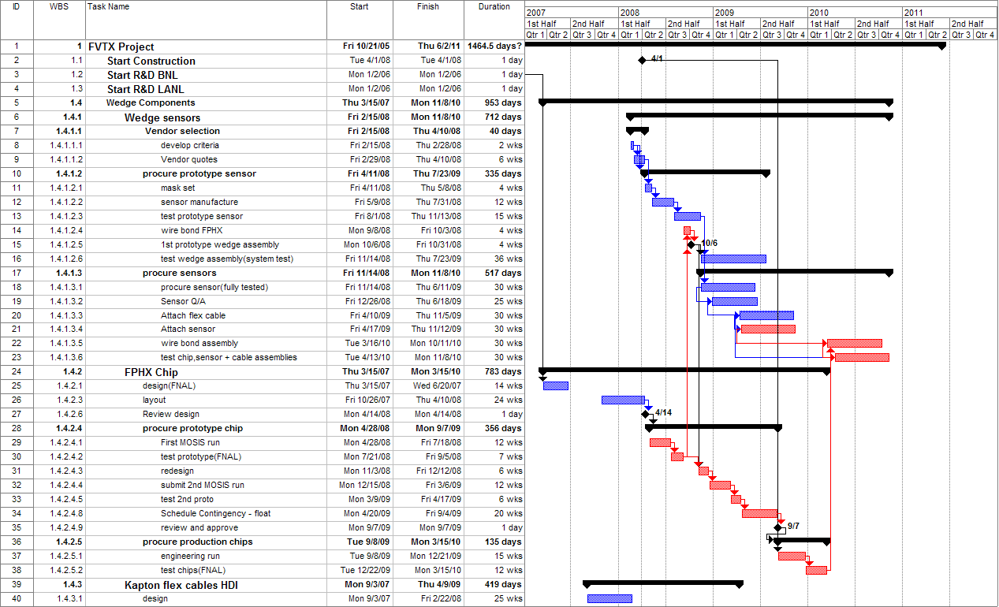 ID WBS Task Name Start Finish Duration
2007 2008 2009 2010 2011
1st Half 2nd Half 1st Half 2nd Half 1st Half 2nd Half 1st Half 2nd Half 1st Half 2nd Half
Qtr 1 Qtr 2 Qtr 3 Qtr 4 Qtr 1 Qtr 2 Qtr 3 Qtr 4 Qtr 1 Qtr 2 Qtr 3 Qtr 4 Qtr 1 Qtr 2 Qtr 3 Qtr 4 Qtr 1 Qtr 2 Qtr 3 Qtr 4
1 1 FVTX Project Fri 10/21/05 Thu 6/2/11 1464.5 days?
2 1.1 Start Construction Tue 4/1/08 Tue 4/1/08 1 day 4/1
3 1.2 Start R&D BNL Mon 1/2/06 Mon 1/2/06 1 day
4 1.3 Start R&D LANL Mon 1/2/06 Mon 1/2/06 1 day
5 1.4 Wedge Components Thu 3/15/07 Mon 11/8/10 953 days
6 1.4.1 Wedge sensors Fri 2/15/08 Mon 11/8/10 712 days
7 1.4.1.1 Vendor selection Fri 2/15/08 Thu 4/10/08 40 days
8 1.4.1.1.1 develop criteria Fri 2/15/08 Thu 2/28/08 2 wks
9 1.4.1.1.2 Vendor quotes Fri 2/29/08 Thu 4/10/08 6 wks
10 1.4.1.2 procure prototype sensor Fri 4/11/08 Thu 7/23/09 335 days
11 1.4.1.2.1 mask set Fri 4/11/08 Thu 5/8/08 4 wks
12 1.4.1.2.2 sensor manufacture Fri 5/9/08 Thu 7/31/08 12 wks
13 1.4.1.2.3 test prototype sensor Fri 8/1/08 Thu 11/13/08 15 wks
14 1.4.1.2.4 wire bond FPHX Mon 9/8/08 Fri 10/3/08 4 wks
15 1.4.1.2.5 1st prototype wedge assembly Mon 10/6/08 Fri 10/31/08 4 wks 10/6
16 1.4.1.2.6 test wedge assembly(system test) Fri 11/14/08 Thu 7/23/09 36 wks
17 1.4.1.3 procure sensors Fri 11/14/08 Mon 11/8/10 517 days
18 1.4.1.3.1 procure sensor(fully tested) Fri 11/14/08 Thu 6/11/09 30 wks
19 1.4.1.3.2 Sensor Q/A Fri 12/26/08 Thu 6/18/09 25 wks
20 1.4.1.3.3 Attach flex cable Fri 4/10/09 Thu 11/5/09 30 wks
21 1.4.1.3.4 Attach sensor Fri 4/17/09 Thu 11/12/09 30 wks
22 1.4.1.3.5 wire bond assembly Tue 3/16/10 Mon 10/11/10 30 wks
23 1.4.1.3.6 test chip,sensor + cable assemblies Tue 4/13/10 Mon 11/8/10 30 wks
24 1.4.2 FPHX Chip Thu 3/15/07 Mon 3/15/10 783 days
25 1.4.2.1 design(FNAL) Thu 3/15/07 Wed 6/20/07 14 wks
26 1.4.2.3 layout Fri 10/26/07 Thu 4/10/08 24 wks
27 1.4.2.6 Review design Mon 4/14/08 Mon 4/14/08 1 day 4/14
28 1.4.2.4 procure prototype chip Mon 4/28/08 Mon 9/7/09 356 days
29 1.4.2.4.1 First MOSIS run Mon 4/28/08 Fri 7/18/08 12 wks
30 1.4.2.4.2 test prototype(FNAL) Mon 7/21/08 Fri 9/5/08 7 wks
31 1.4.2.4.3 redesign Mon 11/3/08 Fri 12/12/08 6 wks
32 1.4.2.4.4 submit 2nd MOSIS run Mon 12/15/08 Fri 3/6/09 12 wks
33 1.4.2.4.5 test 2nd proto Mon 3/9/09 Fri 4/17/09 6 wks
34 1.4.2.4.8 Schedule Contingency - float Mon 4/20/09 Fri 9/4/09 20 wks
35 1.4.2.4.9 review and approve Mon 9/7/09 Mon 9/7/09 1 day 9/7
36 1.4.2.5 procure production chips Tue 9/8/09 Mon 3/15/10 135 days
37 1.4.2.5.1 engineering run Tue 9/8/09 Mon 12/21/09 15 wks
38 1.4.2.5.2 test chips(FNAL) Tue 12/22/09 Mon 3/15/10 12 wks
39 1.4.3 Kapton flex cables HDI Mon 9/3/07 Thu 4/9/09 419 days
40 1.4.3.1 design Mon 9/3/07 Fri 2/22/08 25 wks